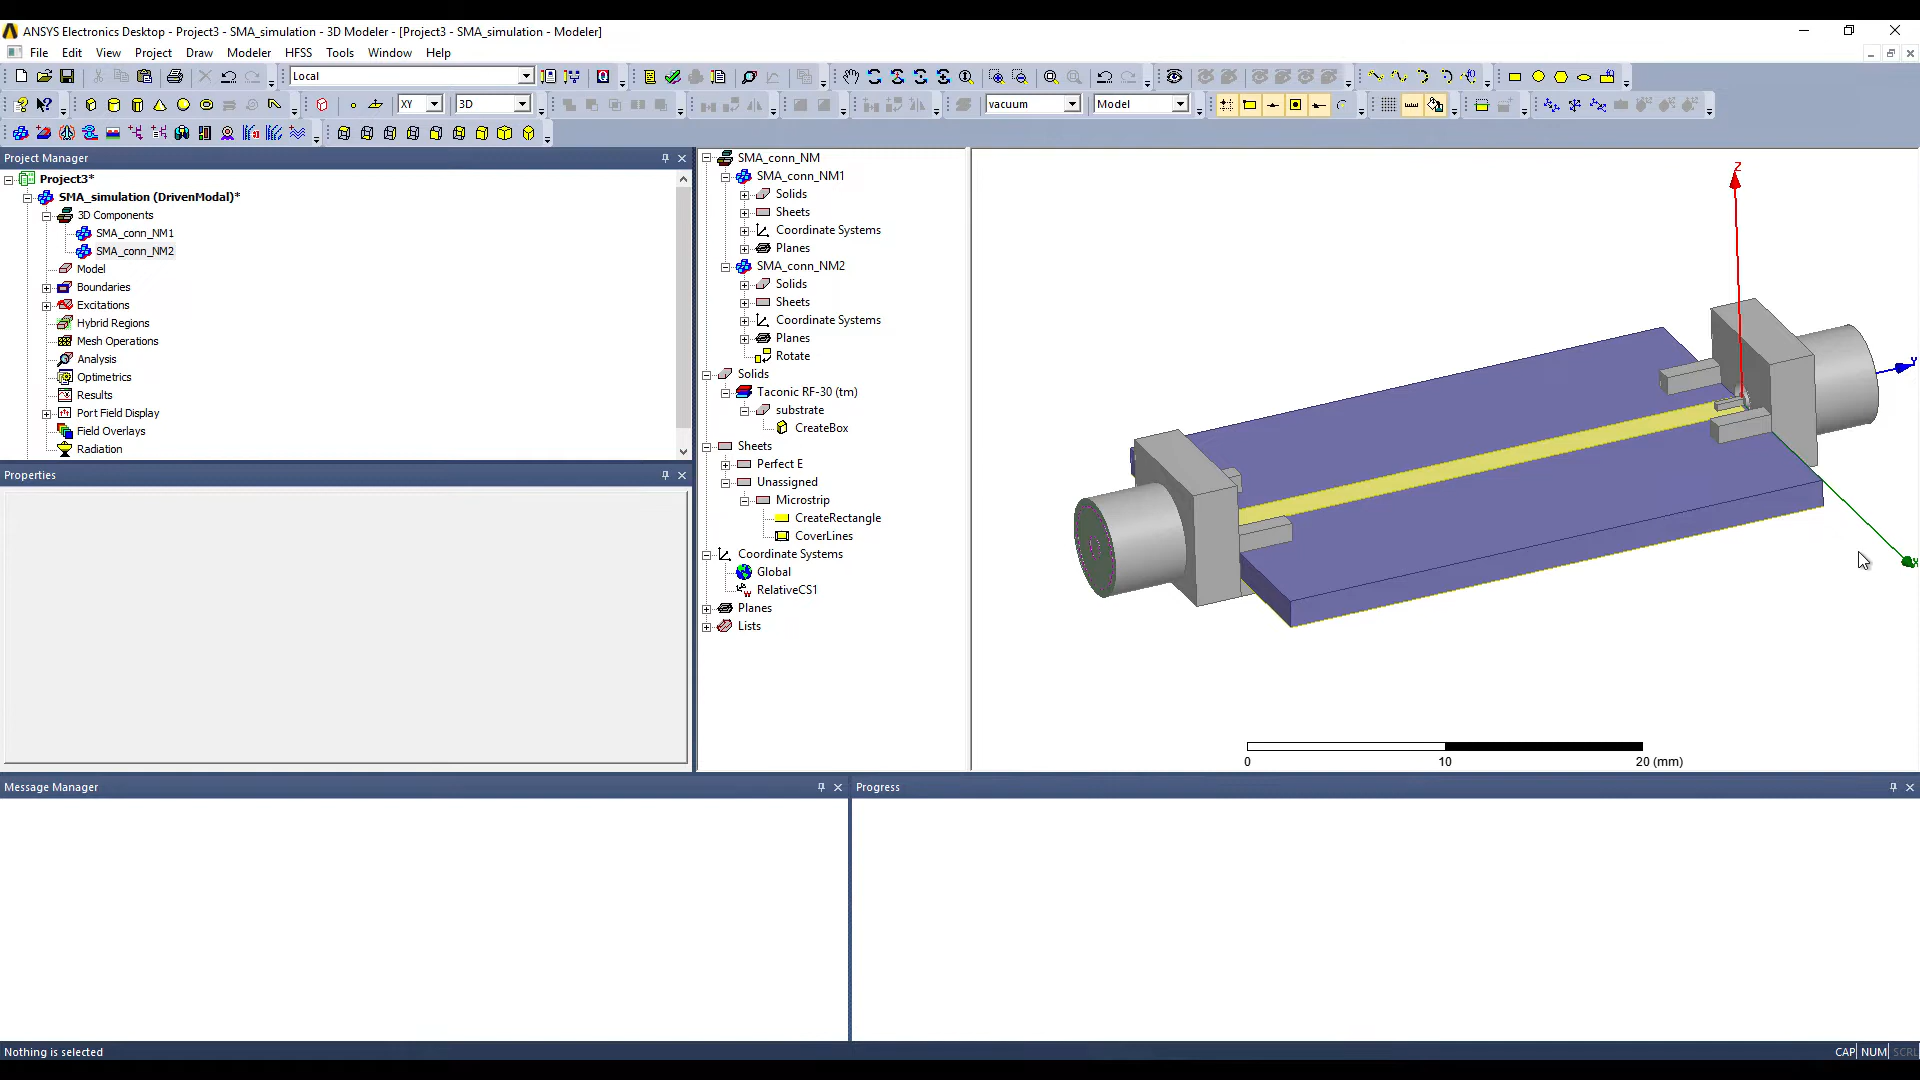 ANSYS Electronics Desktop - Project3 - SMA_simulation - 3D Modeler - [Project3 - SMA_simulation - Modeler]
File Edit View Project Draw Modeler HFSS Tools Window Help
Local
XY 3D vacuum Model
Project Manager
Project3*
SMA_simulation (DrivenModal)*
3D Components
SMA_conn_NM1
SMA_conn_NM2
Model
Boundaries
Excitations
Hybrid Regions
Mesh Operations
Analysis
Optimetrics
Results
Port Field Display
Field Overlays
Radiation
Properties
SMA_conn_NM
SMA_conn_NM1
Solids
Sheets
Coordinate Systems
Planes
SMA_conn_NM2
Solids
Sheets
Coordinate Systems
Planes
Rotate
Solids
Taconic RF-30 (tm)
substrate
CreateBox
Sheets
Perfect E
Unassigned
Microstrip
CreateRectangle
CoverLines
Coordinate Systems
Global
RelativeCS1
Planes
Lists
Z
Y
X
0 10 20 (mm)
Message Manager
Progress
Nothing is selected
CAP NUM SCRL